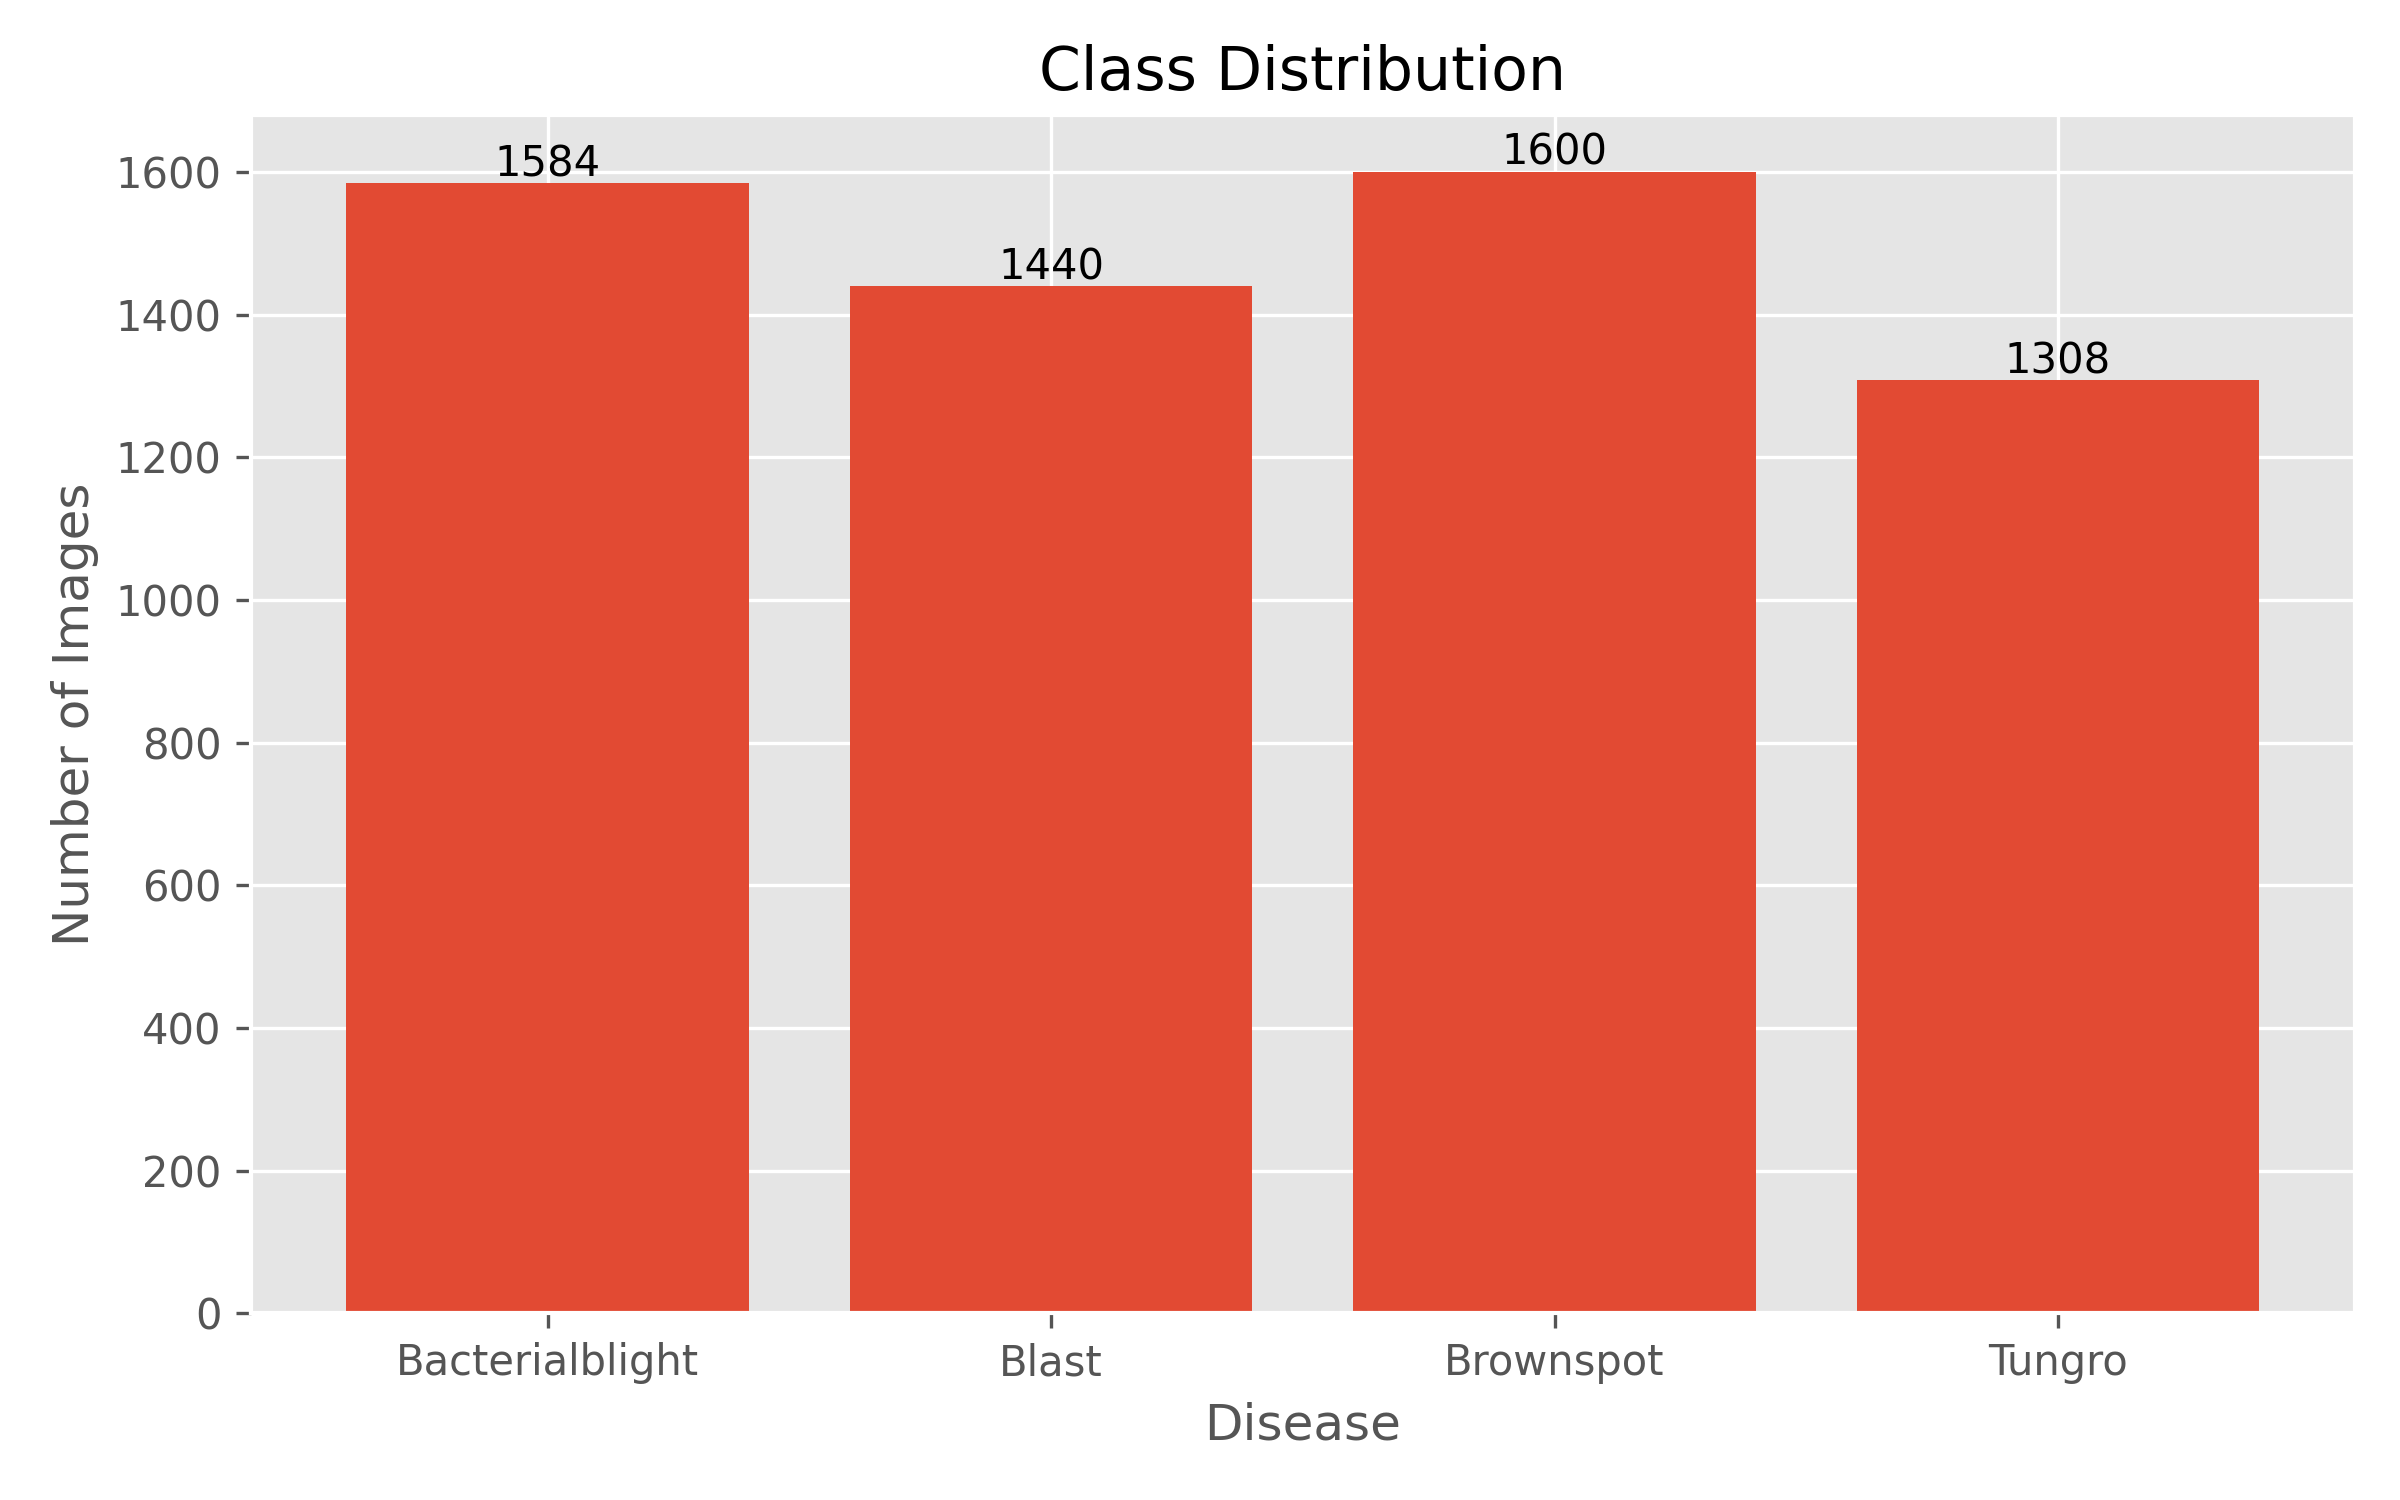 Class Distribution
1584
1440
1600
1308
1600
1400
1200
1000
800
600
400
200
0
Number of Images
Bacterialblight
Blast
Brownspot
Tungro
Disease